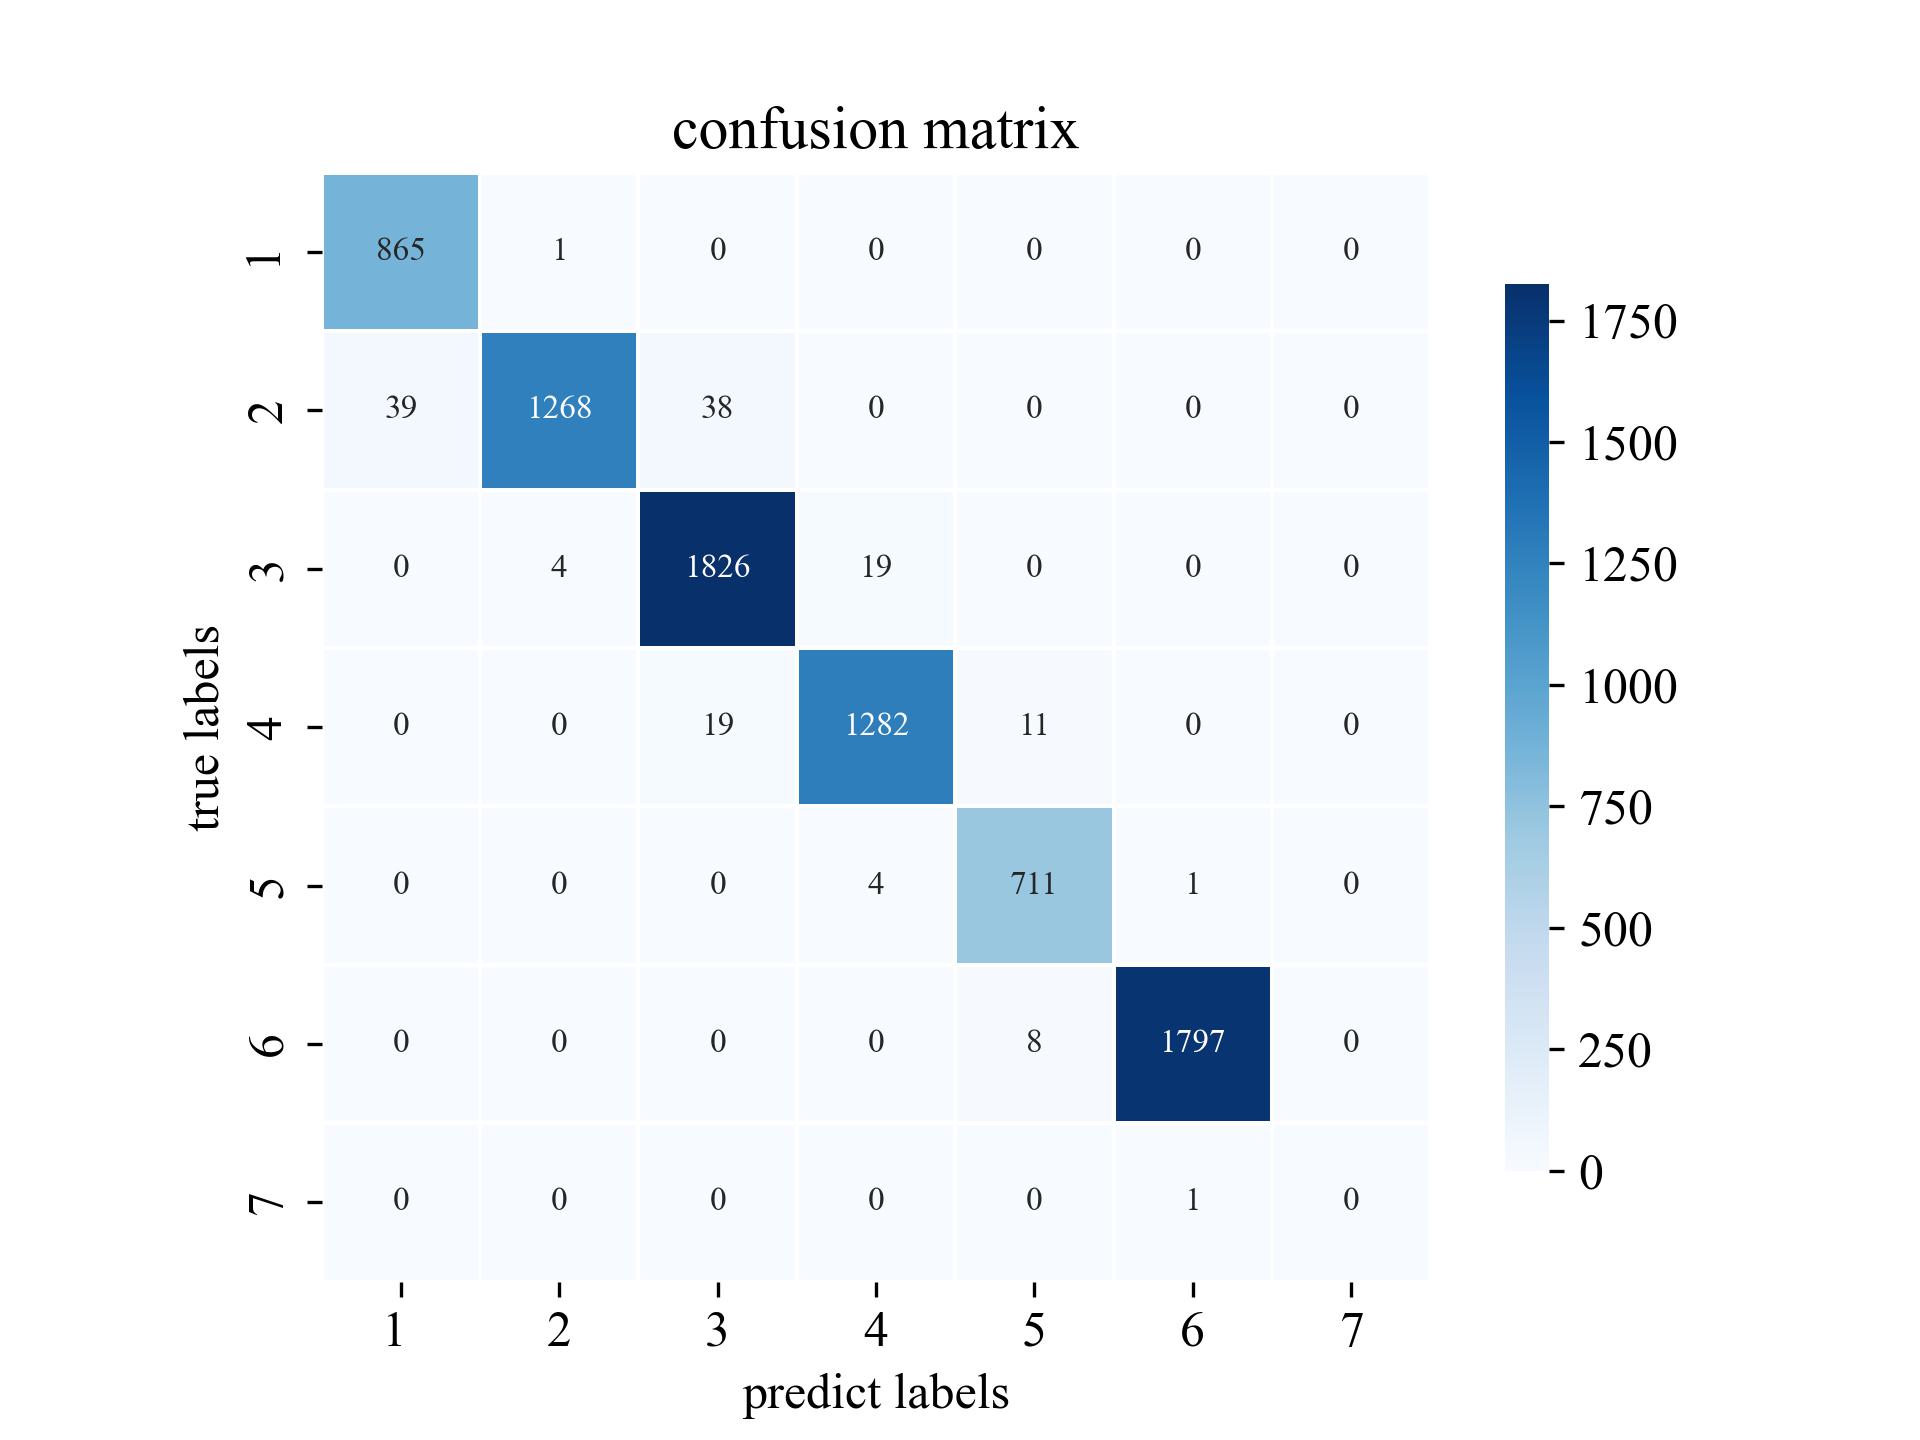 confusion matrix
1 865 1 0 0 0 0 0
2 39 1268 38 0 0 0 0
3 0 4 1826 19 0 0 0
4 0 0 19 1282 11 0 0
5 0 0 0 4 711 1 0
6 0 0 0 0 8 1797 0
7 0 0 0 0 0 1 0
1 2 3 4 5 6 7
predict labels
true labels
1750
1500
1250
1000
750
500
250
0